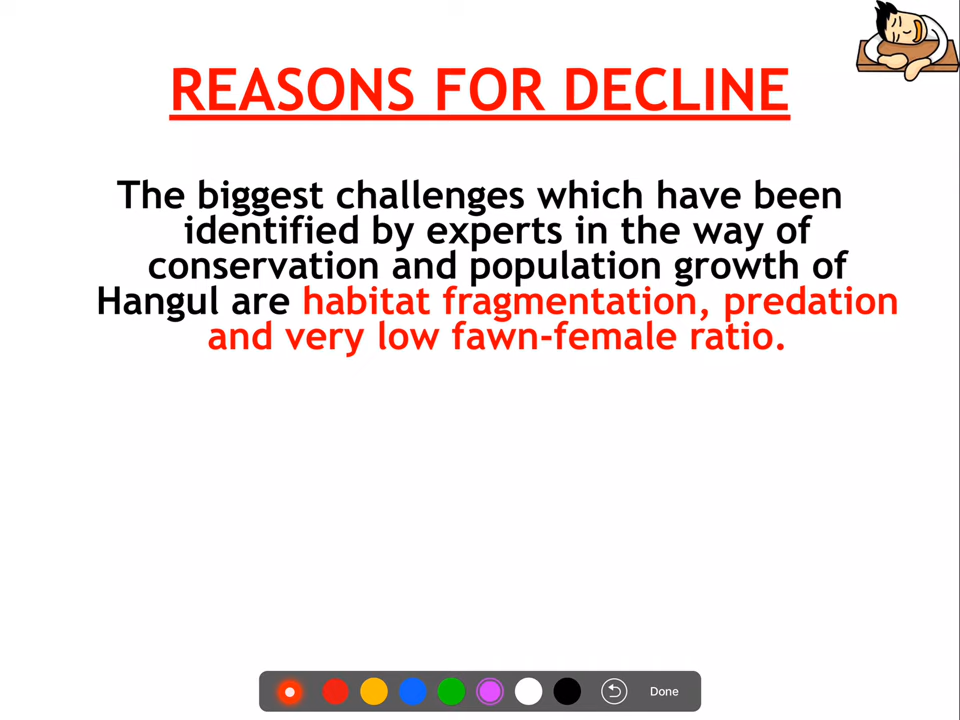 REASONS FOR DECLINE
The biggest challenges which have been
identified by experts in the way of
conservation and population growth of
Hangul are habitat fragmentation, predation
and very low fawn-female ratio.
Done